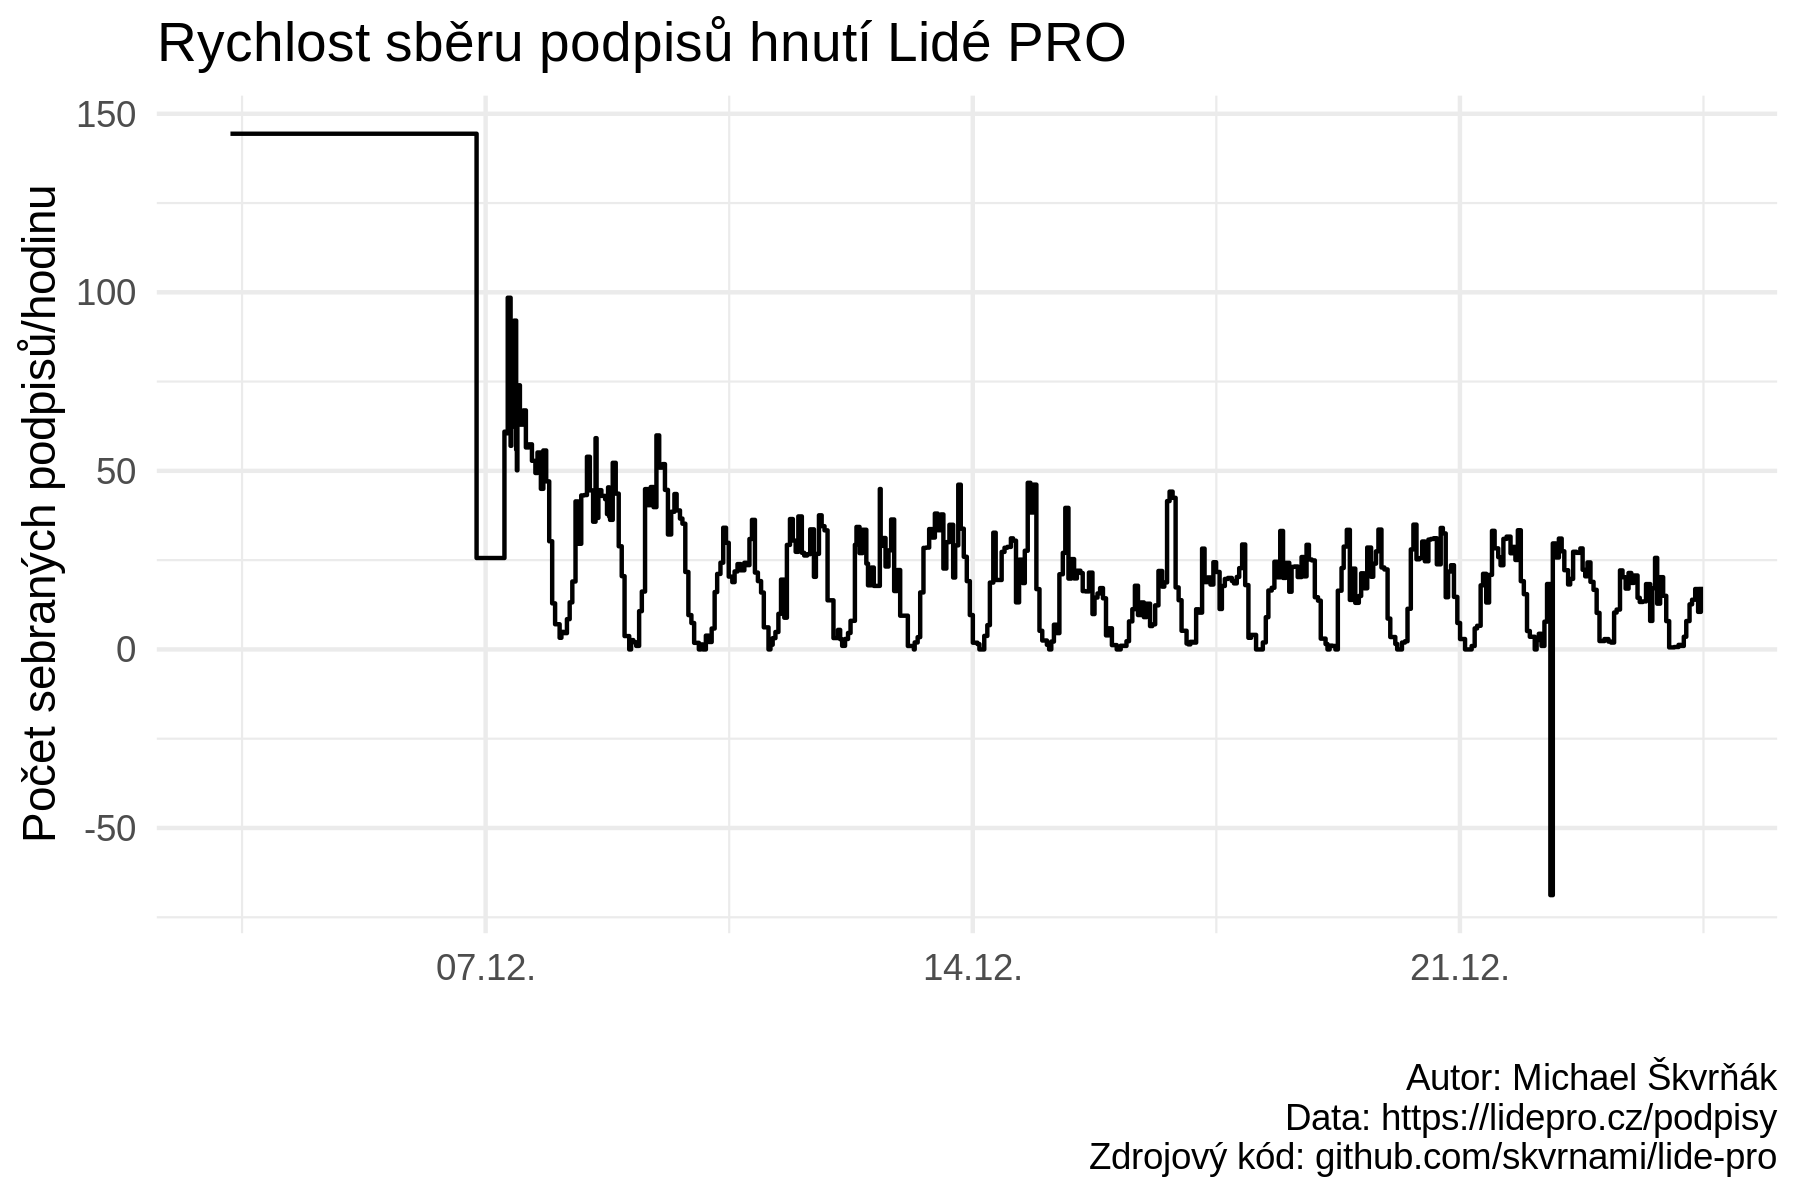 Rychlost sběru podpisů hnutí Lidé PRO
Počet sebraných podpisů/hodinu
150
100
50
0
-50
07.12.
14.12.
21.12.
Autor: Michael Škvrňák
Data: https://lidepro.cz/podpisy
Zdrojový kód: github.com/skvrnami/lide-pro